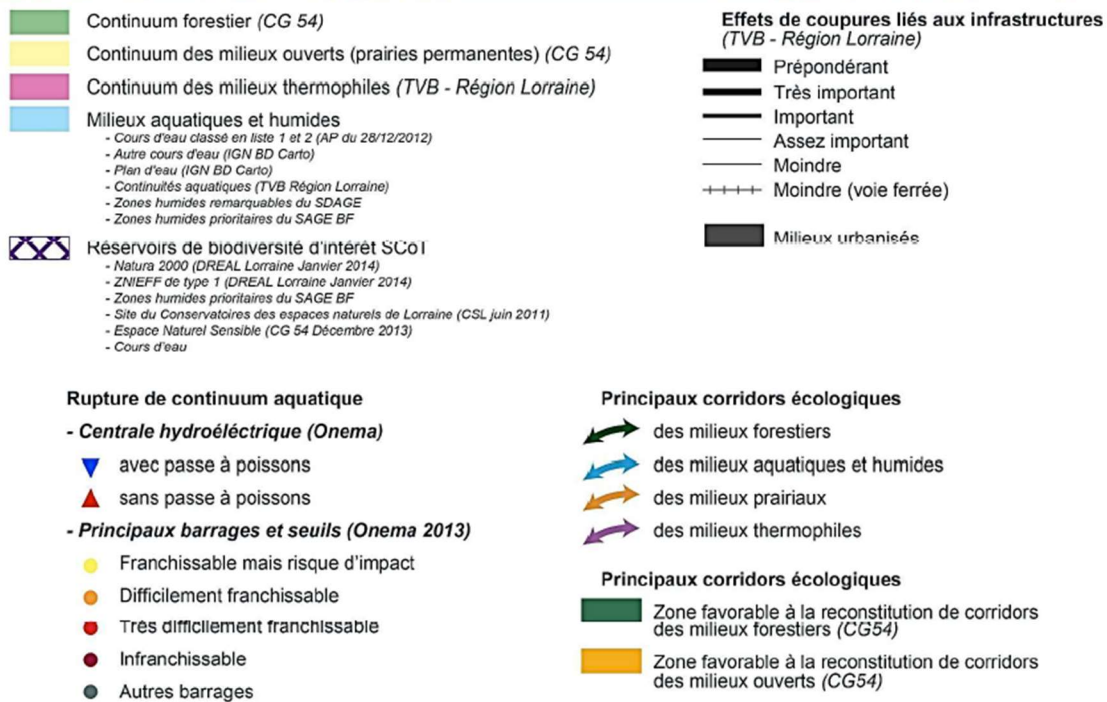 Continuum forestier (CG 54)
Continuum des milieux ouverts (prairies permanentes) (CG 54)
Continuum des milieux thermophiles (TVB - Région Lorraine)
Milieux aquatiques et humides
- Cours d'eau classé en liste 1 et 2 (AP du 28/12/2012)
- Autre cours d'eau (IGN BD Carto)
- Plan d'eau (IGN BD Carto)
- Continuités aquatiques (TVB Région Lorraine)
- Zones humides remarquables du SDAGE
- Zones humides prioritaires du SAGE BF
Réservoirs de biodiversité d'intérêt SCoT
- Natura 2000 (DREAL Lorraine Janvier 2014)
- ZNIEFF de type 1 (DREAL Lorraine Janvier 2014)
- Zones humides prioritaires du SAGE BF
- Site du Conservatoires des espaces naturels de Lorraine (CSL juin 2011)
- Espace Naturel Sensible (CG 54 Décembre 2013)
- Cours d'eau
Effets de coupures liés aux infrastructures
(TVB - Région Lorraine)
Prépondérant
Très important
Important
Assez important
Moindre
Moindre (voie ferrée)
Milieux urbanisés
Rupture de continuum aquatique
- Centrale hydroéléctrique (Onema)
avec passe à poissons
sans passe à poissons
- Principaux barrages et seuils (Onema 2013)
Franchissable mais risque d'impact
Difficilement franchissable
Très difficilement franchissable
Infranchissable
Autres barrages
Principaux corridors écologiques
des milieux forestiers
des milieux aquatiques et humides
des milieux prairiaux
des milieux thermophiles
Principaux corridors écologiques
Zone favorable à la reconstitution de corridors
des milieux forestiers (CG54)
Zone favorable à la reconstitution de corridors
des milieux ouverts (CG54)